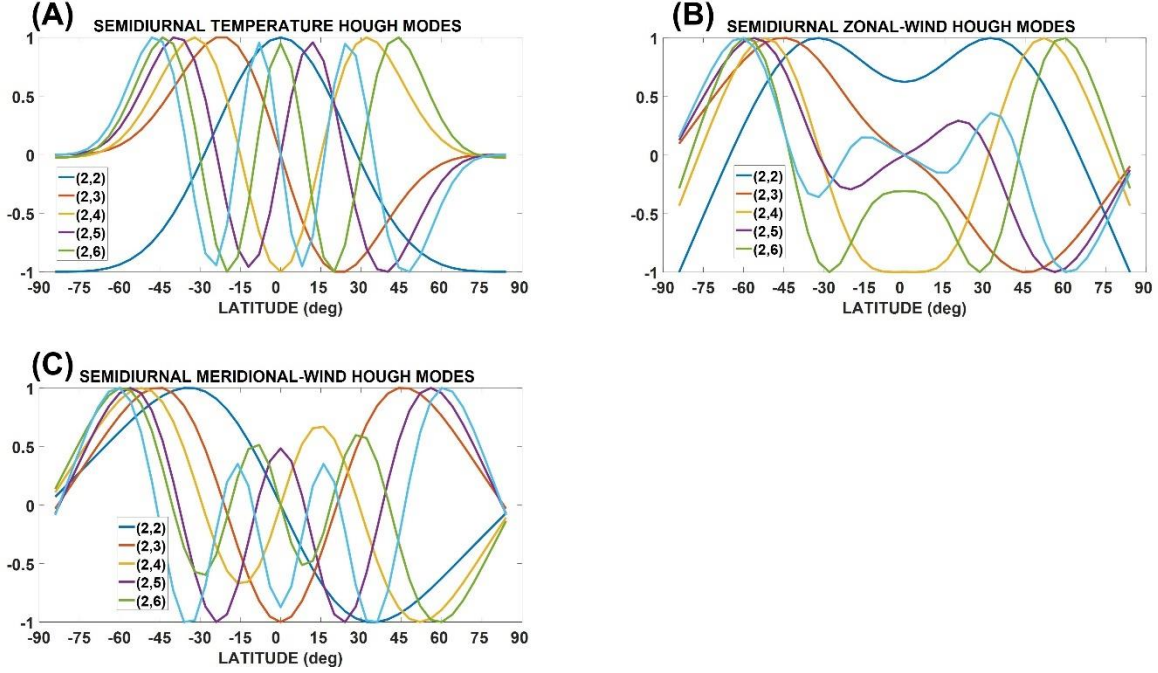 (A)
SEMIDIURNAL TEMPERATURE HOUGH MODES
1
0.5
0
-0.5
-1
(2,2)
(2,3)
(2,4)
(2,5)
(2,6)
-90 -75 -60 -45 -30 -15 0 15 30 45 60 75 90
LATITUDE (deg)
(B)
SEMIDIURNAL ZONAL-WIND HOUGH MODES
1
0.5
0
-0.5
-1
(2,2)
(2,3)
(2,4)
(2,5)
(2,6)
-90 -75 -60 -45 -30 -15 0 15 30 45 60 75 90
LATITUDE (deg)
(C)
SEMIDIURNAL MERIDIONAL-WIND HOUGH MODES
1
0.5
0
-0.5
-1
(2,2)
(2,3)
(2,4)
(2,5)
(2,6)
-90 -75 -60 -45 -30 -15 0 15 30 45 60 75 90
LATITUDE (deg)